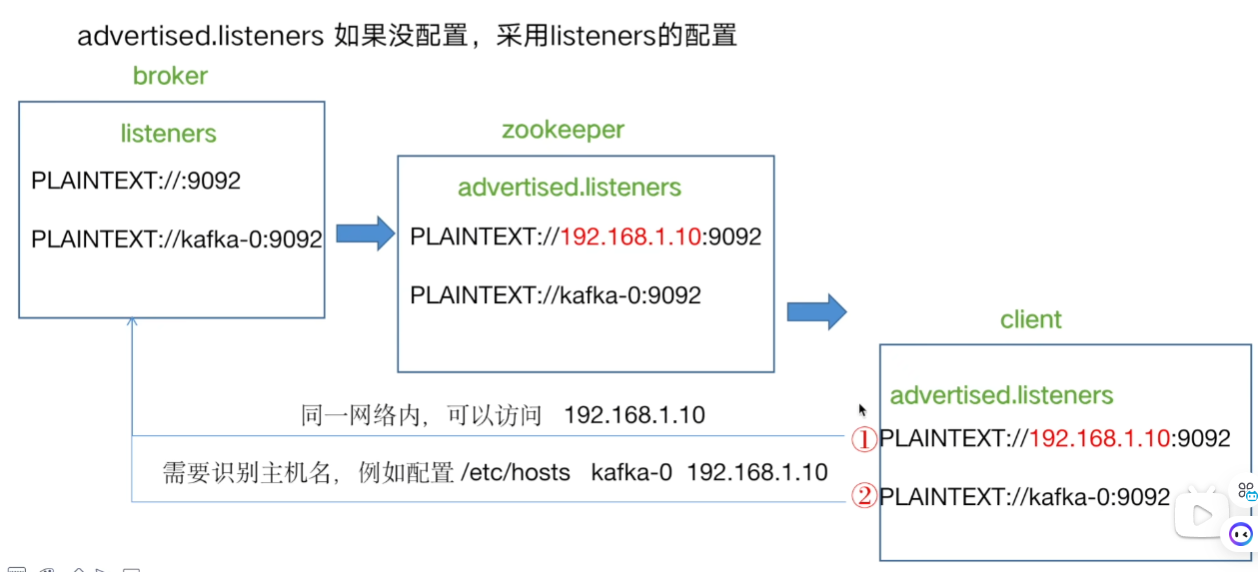 advertised.listeners 如果没配置，采用listeners的配置
broker
listeners
PLAINTEXT://:9092
PLAINTEXT://kafka-0:9092
zookeeper
advertised.listeners
PLAINTEXT://192.168.1.10:9092
PLAINTEXT://kafka-0:9092
client
advertised.listeners
①PLAINTEXT://192.168.1.10:9092
②PLAINTEXT://kafka-0:9092
同一网络内，可以访问 192.168.1.10
需要识别主机名，例如配置 /etc/hosts kafka-0 192.168.1.10